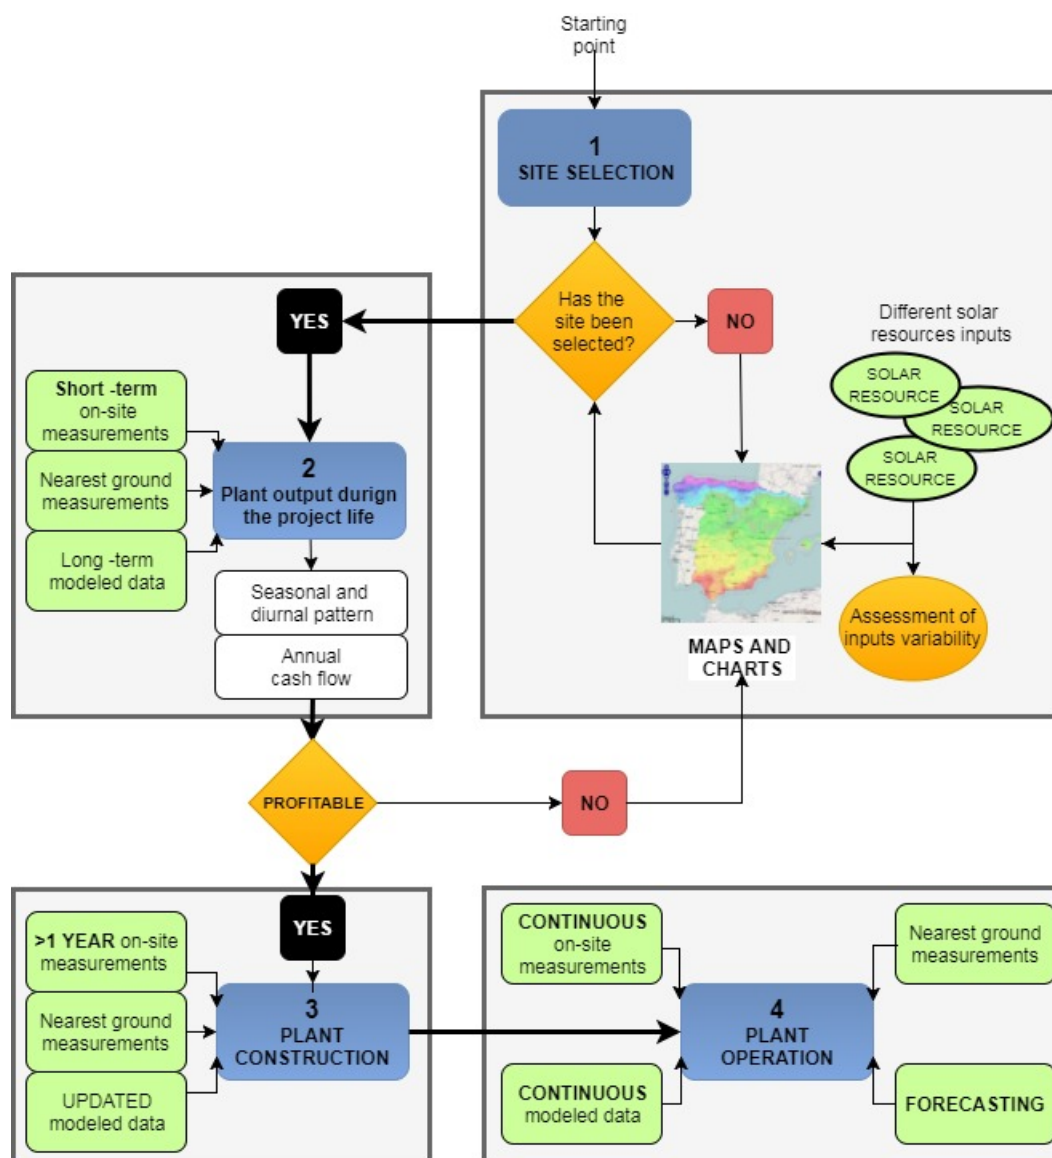 Starting
point
1
SITE SELECTION
Has the
site been
selected?
NO
Different solar
resources inputs
SOLAR
RESOURCE
SOLAR
RESOURCE
SOLAR
RESOURCE
Assessment of
inputs variability
MAPS AND
CHARTS
YES
Short -term
on-site
measurements
Nearest ground
measurements
Long -term
modeled data
2
Plant output durign
the project life
Seasonal and
diurnal pattern
Annual
cash flow
PROFITABLE
NO
YES
>1 YEAR on-site
measurements
Nearest ground
measurements
UPDATED
modeled data
3
PLANT
CONSTRUCTION
CONTINUOUS
on-site
measurements
Nearest ground
measurements
4
PLANT
OPERATION
CONTINUOUS
modeled data
FORECASTING